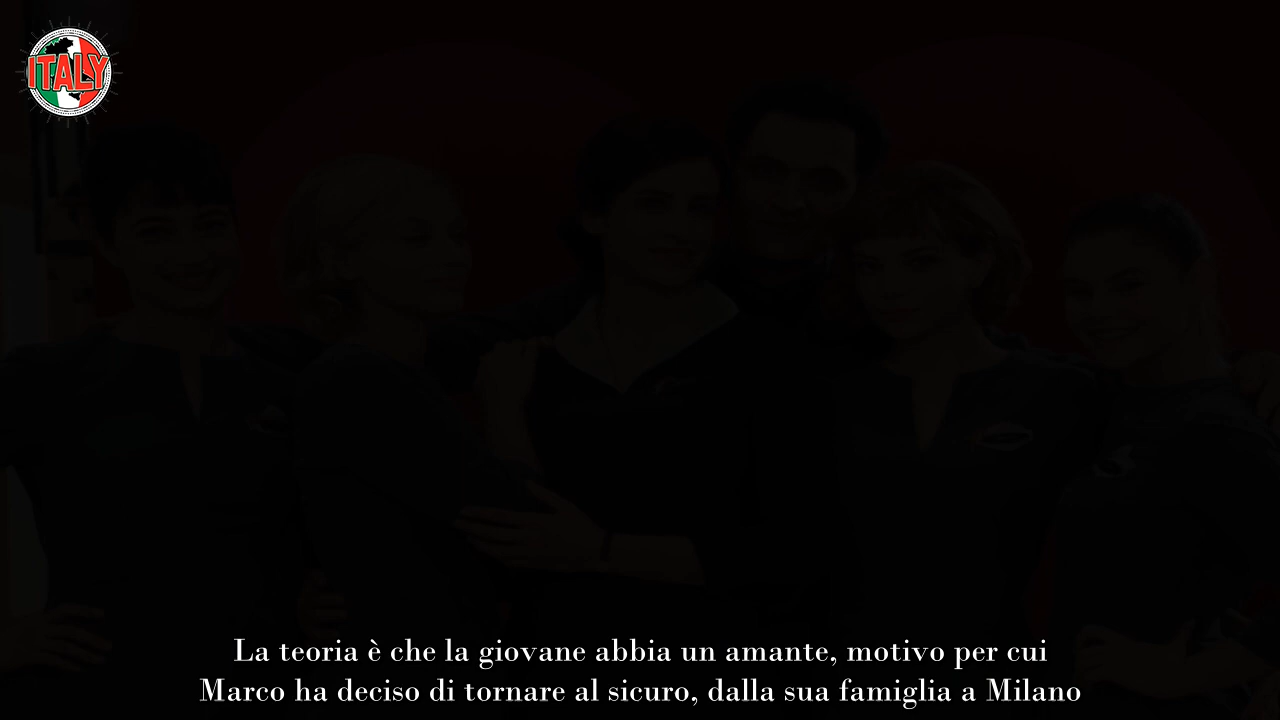 ITALY
La teoria è che la giovane abbia un amante, motivo per cui
Marco ha deciso di tornare al sicuro, dalla sua famiglia a Milano